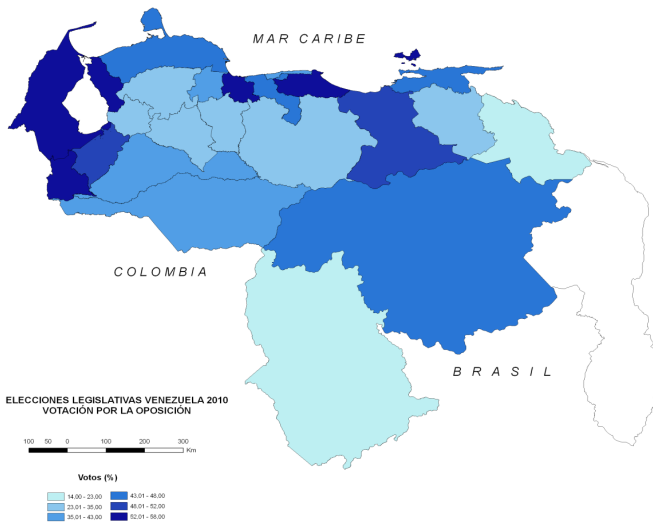 MAR CARIBE
COLOMBIA
BRASIL
ELECCIONES LEGISLATIVAS VENEZUELA 2010
VOTACIÓN POR LA OPOSICIÓN
100 50 0 100 200 300
Km
Votos (%)
14,00 - 23,00 43,01 - 48,00
23,01 - 35,00 48,01 - 52,00
35,01 - 43,00 52,01 - 58,00